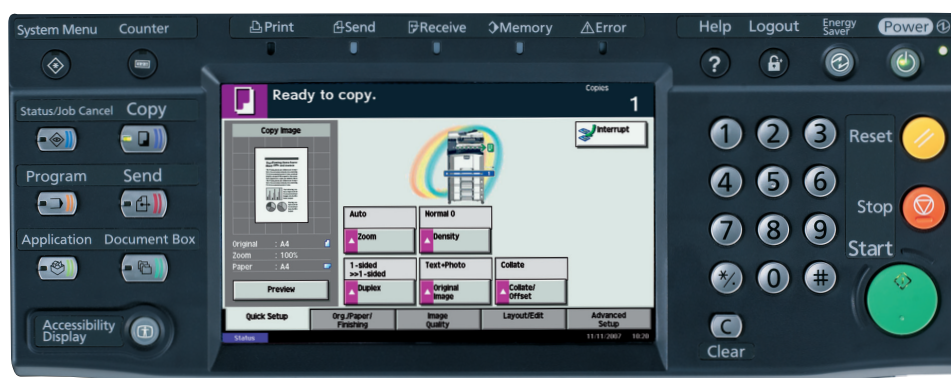 System Menu Counter
Print Send Receive Memory Error
Help Logout Energy Saver Power
?
Status/Job Cancel Copy
Program Send
Application Document Box
Accessibility Display
Ready to copy.
Copies
1
Copy Image
Interrupt
Original : A4
Zoom : 100%
Paper : A4
Preview
Auto
Zoom
Normal 0
Density
1-sided
>>1-sided
Duplex
Text+Photo
Original
Image
Collate
Collate/
Offset
Quick Setup
Org./Paper/
Finishing
Image
Quality
Layout/Edit
Advanced
Setup
Status
11/11/2007 10:20
1 2 3 Reset
4 5 6
Stop
7 8 9
Start
*/. 0 #
C
Clear